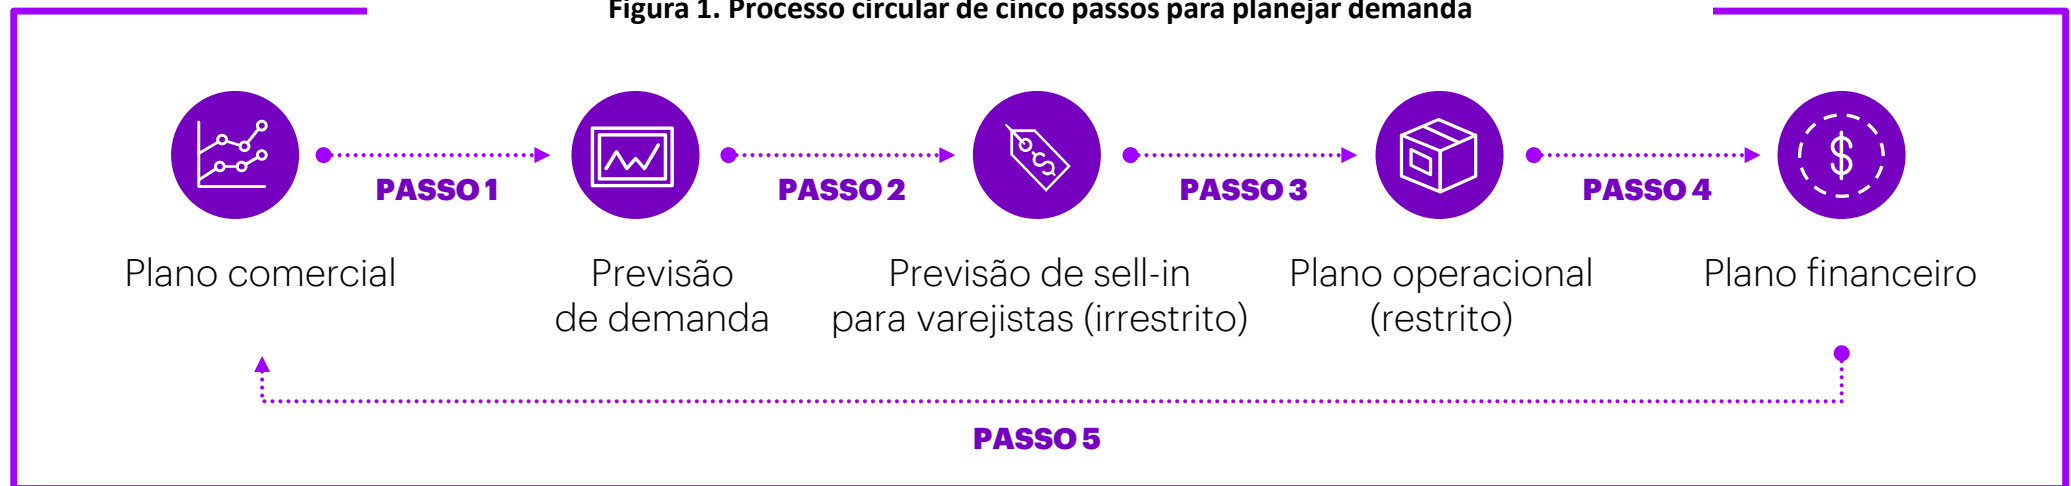 Figura 1. Processo circular de cinco passos para planejar demanda
PASSO 1
PASSO 2
PASSO 3
PASSO 4
Plano comercial
Previsão
de demanda
Previsão de sell-in
para varejistas (irrestrito)
Plano operacional
(restrito)
Plano financeiro
PASSO 5